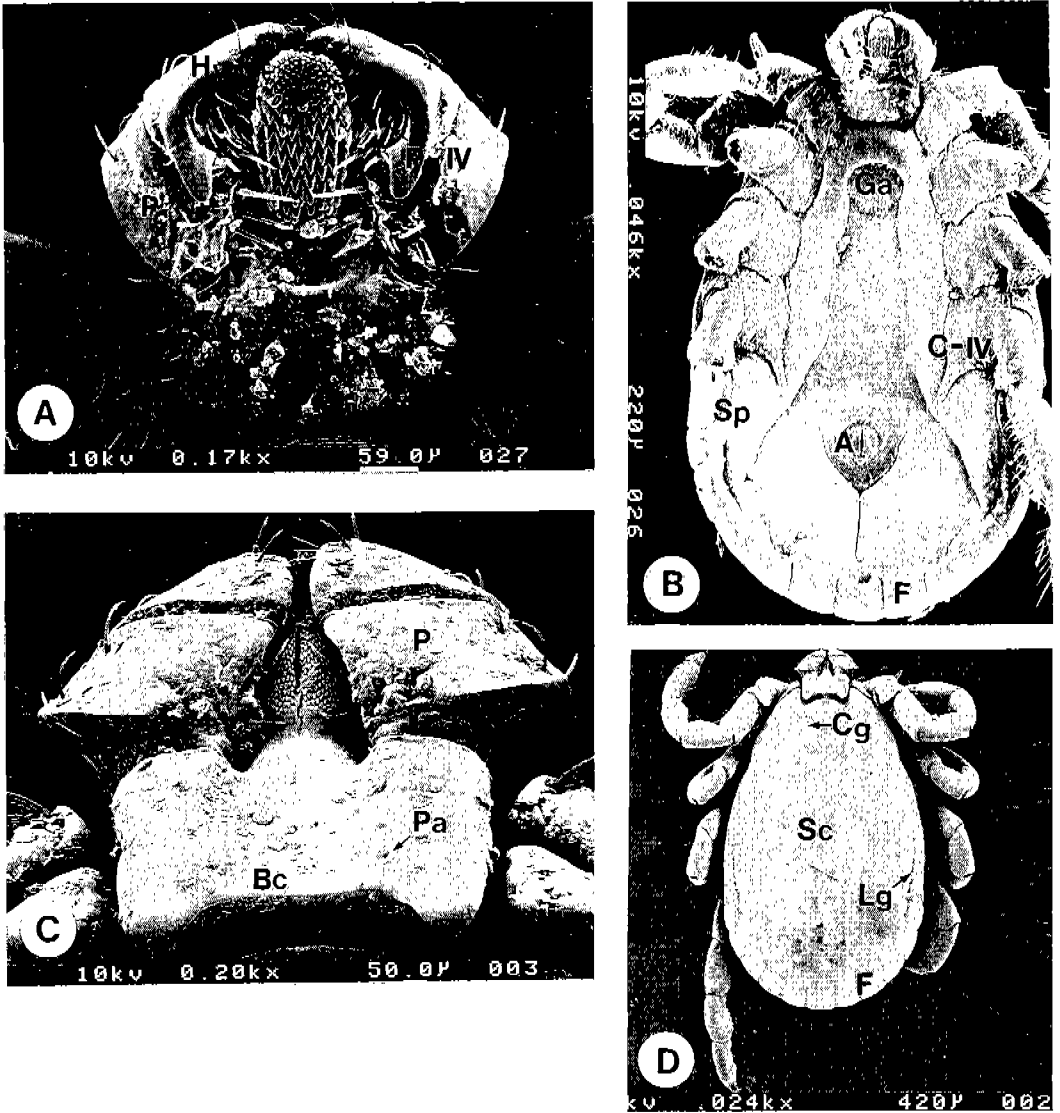 H
IV
P
A
10kv 0.17kx 59.0µ 027
Ga
C-IV
Sp
A
10kv .046kx 220µ 026
F
B
P
Pa
Bc
C
10kv 0.20kx 50.0µ 003
Cg
Sc
Lg
F
D
kv .024kx 420µ 002